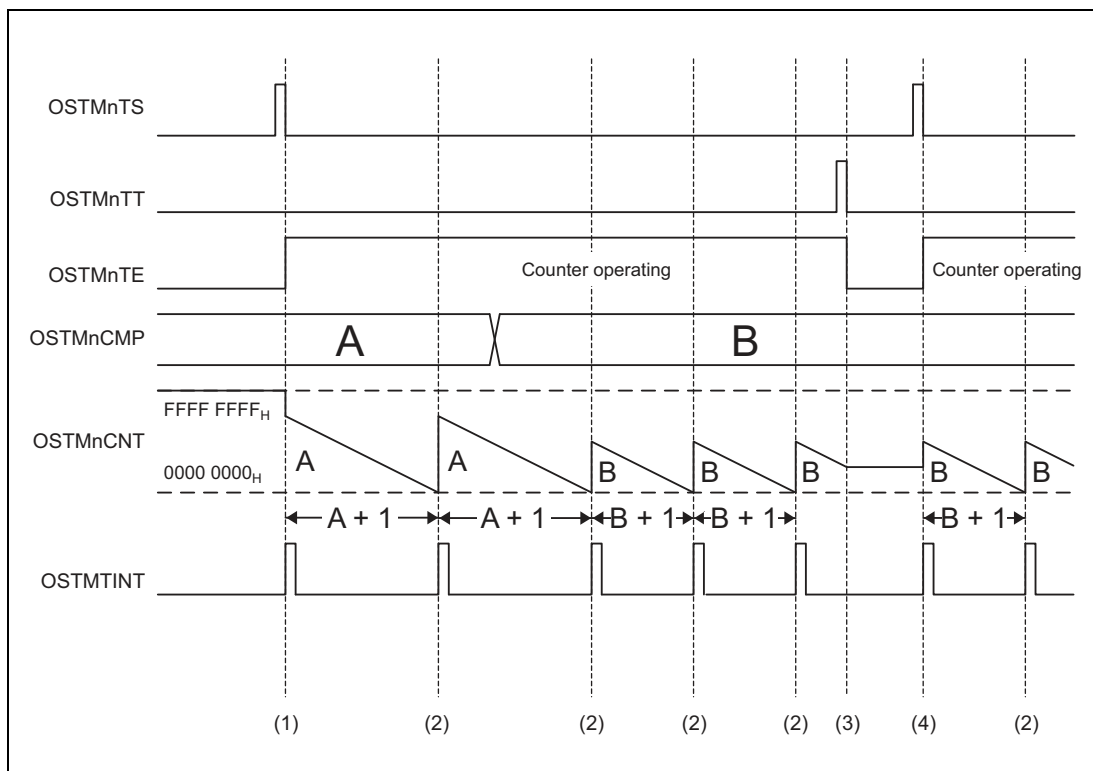 OSTMnTS
OSTMnTT
OSTMnTE
Counter operating
Counter operating
OSTMnCMP
A
B
FFFF FFFFH
OSTMnCNT
0000 0000H
A
A
B
B
B
B
B
A + 1
A + 1
B + 1
B + 1
B + 1
OSTMTINT
(1)
(2)
(2)
(2)
(2)
(3)
(4)
(2)